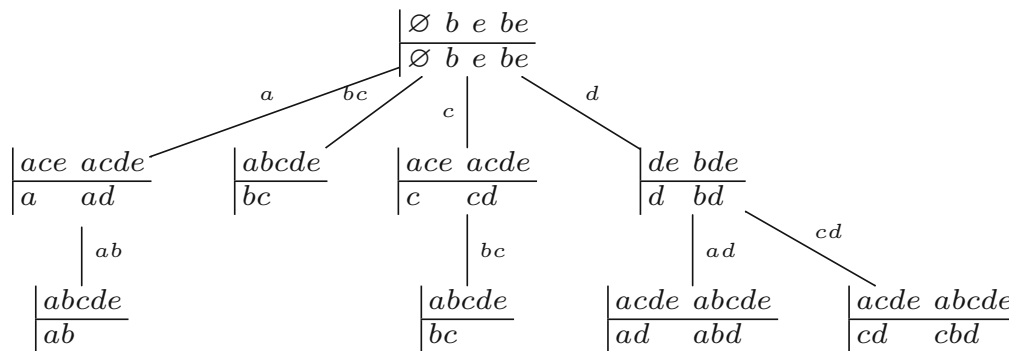 ∅ b e be
∅ b e be
a bc c d
ace acde abcde ace acde de bde
a ad bc c cd d bd
ab bc ad cd
abcde abcde acde abcde acde abcde
ab bc ad abd cd cbd